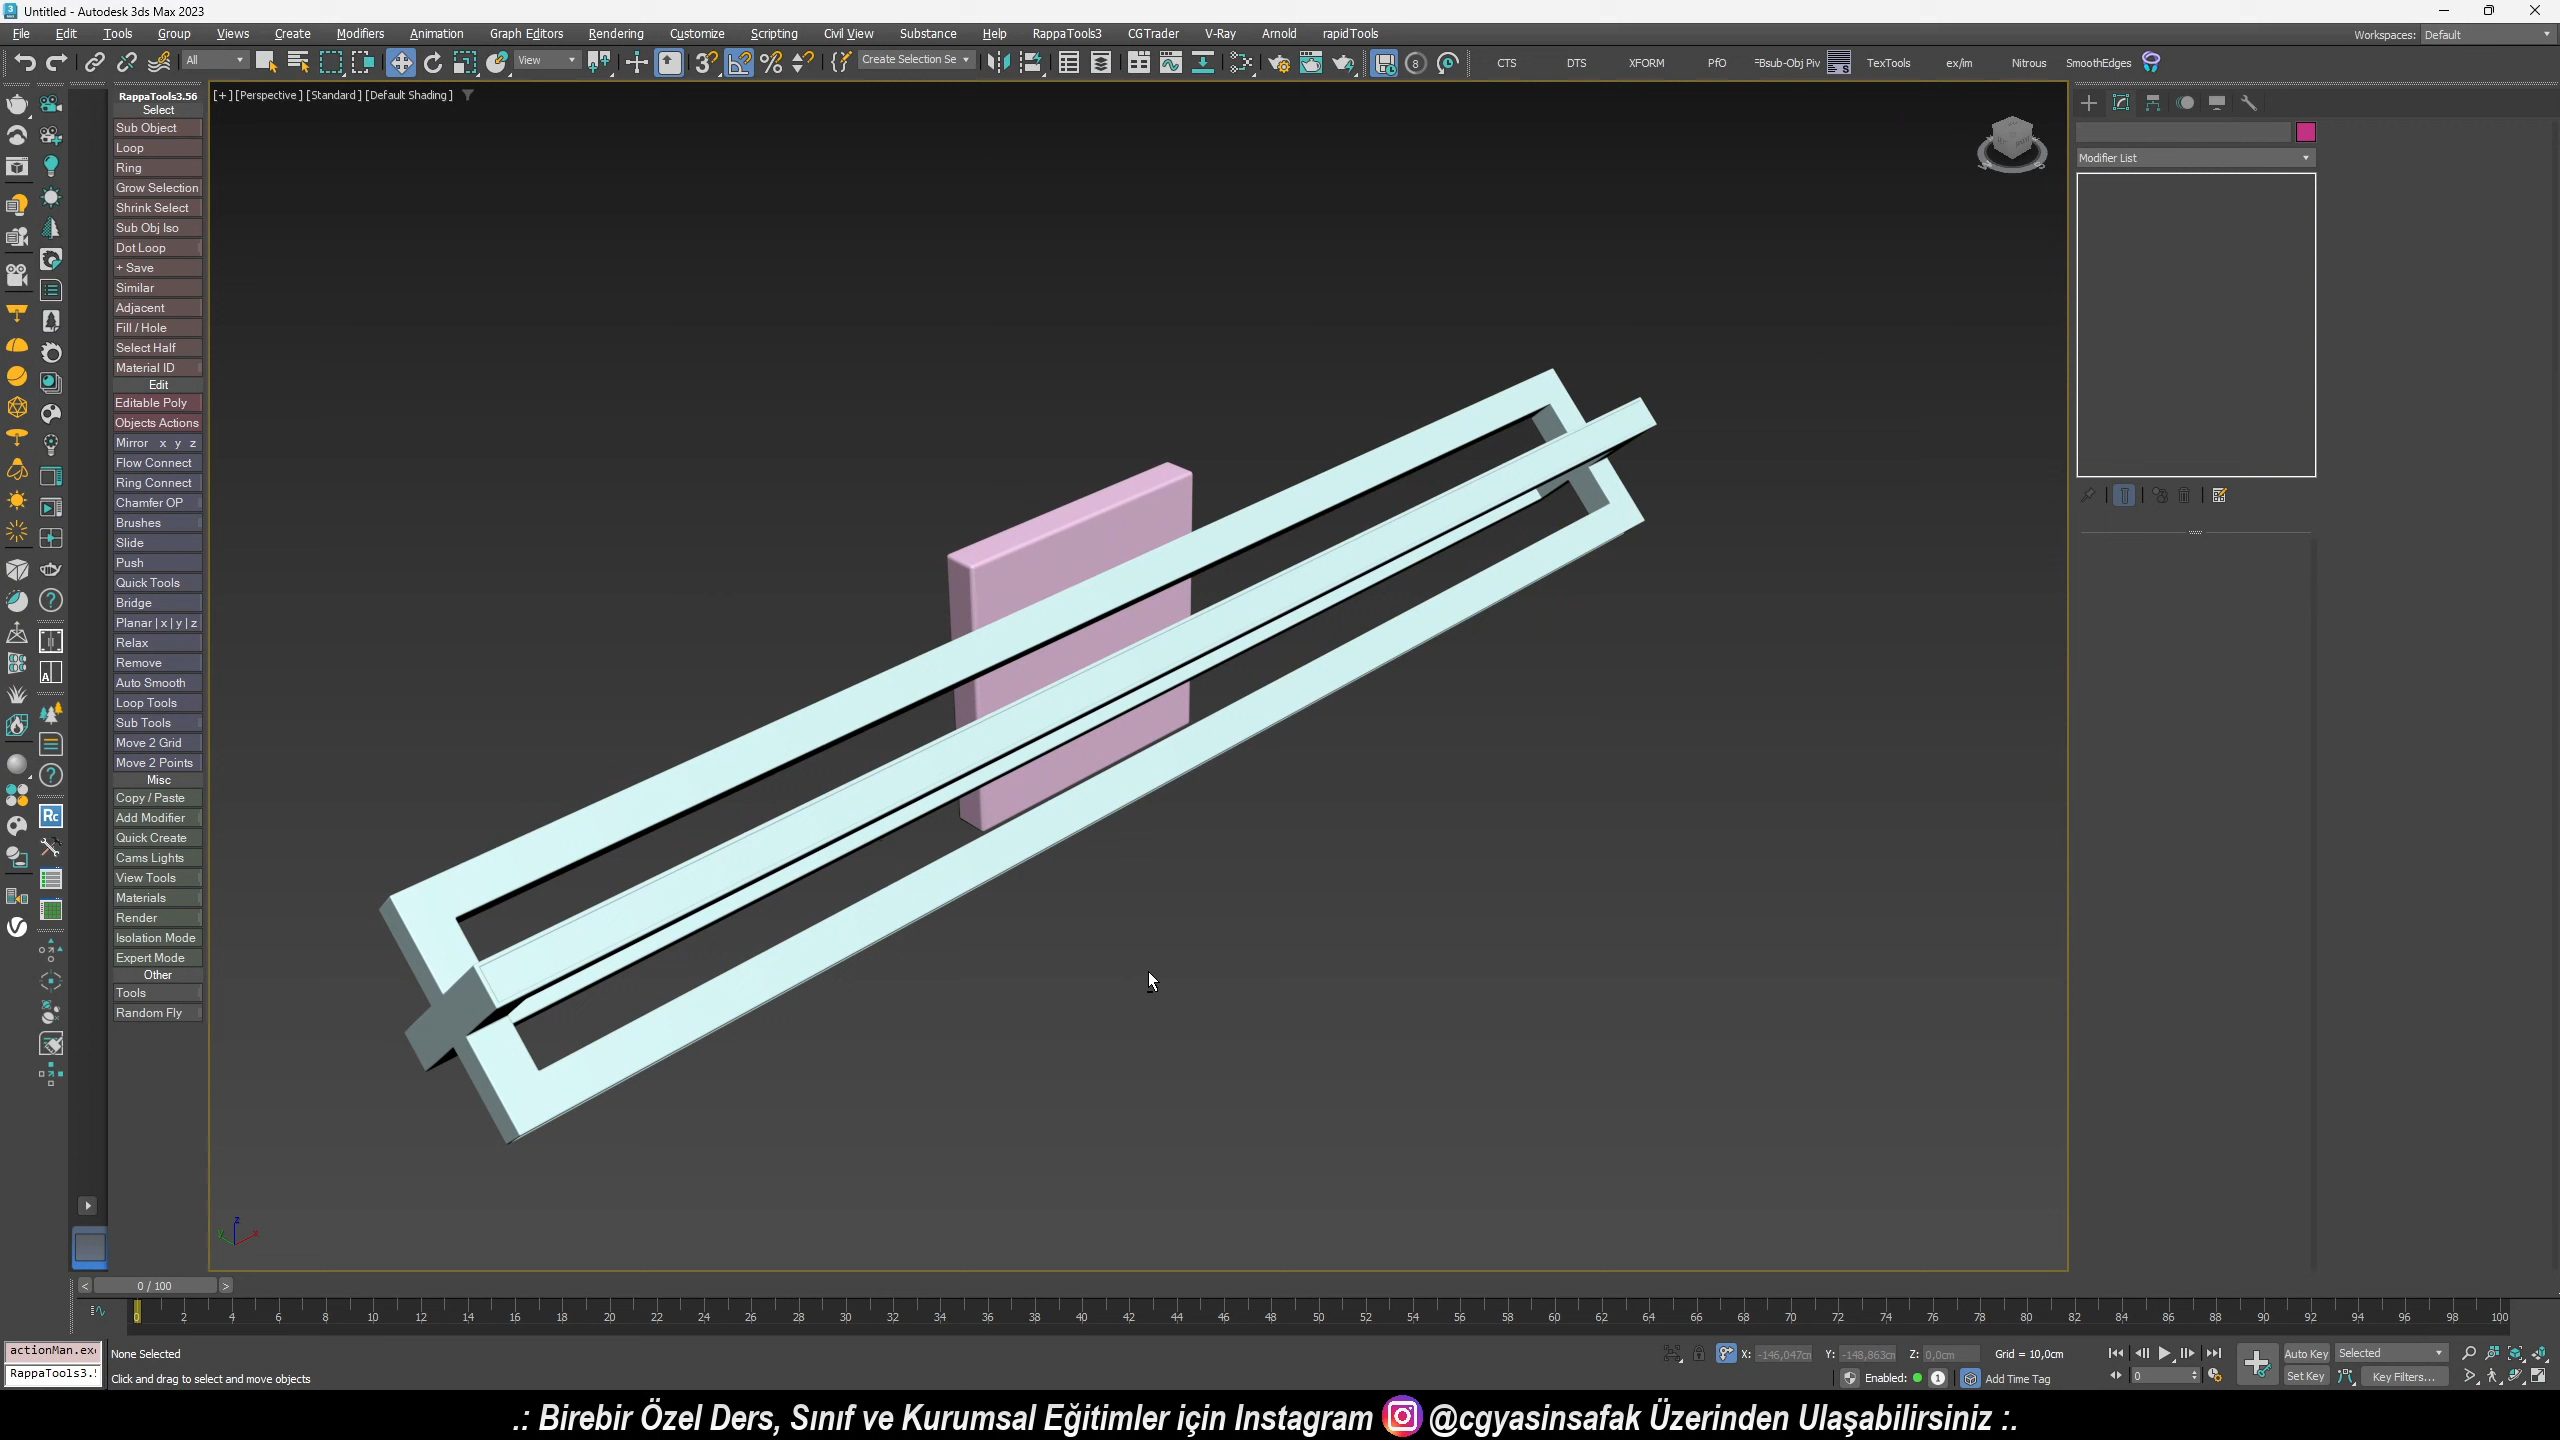 Untitled - Autodesk 3ds Max 2023
File Edit Tools Group Views Create Modifiers Animation Graph Editors Rendering Customize Scripting Civil View Substance Help RappaTools3 CGTrader V-Ray Arnold rapidTools
Workspaces: Default
All View Create Selection Se CTS DTS XFORM PfO =Bsub-Obj Piv TexTools ex/im Nitrous SmoothEdges
[+] [Perspective] [Standard] [Default Shading]
RappaTools3.56
Select
Sub Object
Loop
Ring
Grow Selection
Shrink Select
Sub Obj Iso
Dot Loop
+ Save
Similar
Adjacent
Fill / Hole
Select Half
Material ID
Edit
Editable Poly
Objects Actions
Mirror x y z
Flow Connect
Ring Connect
Chamfer OP
Brushes
Slide
Push
Quick Tools
Bridge
Planar | x | y | z
Relax
Remove
Auto Smooth
Loop Tools
Sub Tools
Move 2 Grid
Move 2 Points
Misc
Copy / Paste
Add Modifier
Quick Create
Cams Lights
View Tools
Materials
Render
Isolation Mode
Expert Mode
Other
Tools
Random Fly
Modifier List
z
y x
< 0 / 100 >
0 2 4 6 8 10 12 14 16 18 20 22 24 26 28 30 32 34 36 38 40 42 44 46 48 50 52 54 56 58 60 62 64 66 68 70 72 74 76 78 80 82 84 86 88 90 92 94 96 98 100
actionMan.exe
RappaTools3.
None Selected
Click and drag to select and move objects
X: -146,047cm Y: -148,863cm Z: 0,0cm Grid = 10,0cm
Enabled: 1 Add Time Tag
0
Auto Key Selected
Set Key Key Filters...
.: Birebir Özel Ders, Sınıf ve Kurumsal Eğitimler için Instagram @cgyasinsafak Üzerinden Ulaşabilirsiniz :.